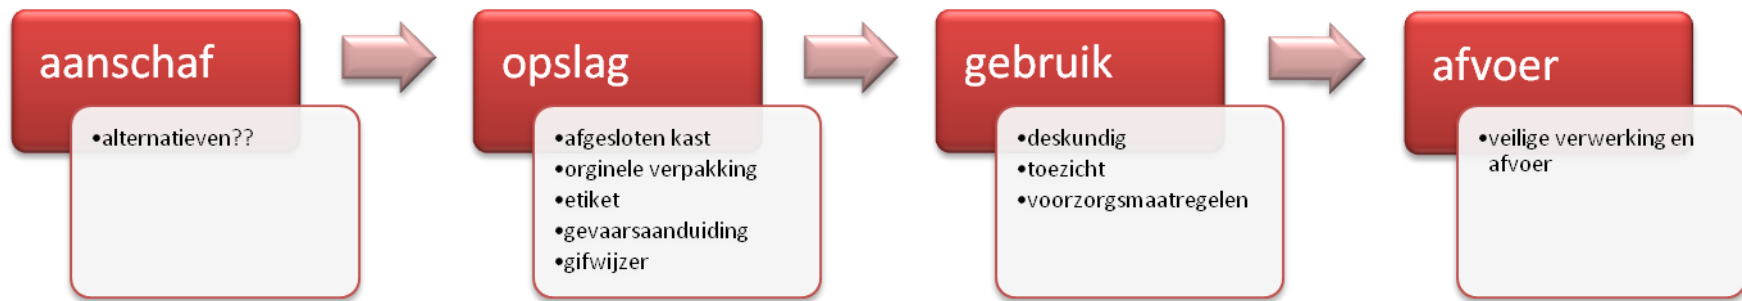 aanschaf
•alternatieven??
opslag
•afgesloten kast
•orginele verpakking
•etiket
•gevaarsaanduiding
•gifwijzer
gebruik
•deskundig
•toezicht
•voorzorgsmaatregelen
afvoer
•veilige verwerking en
afvoer